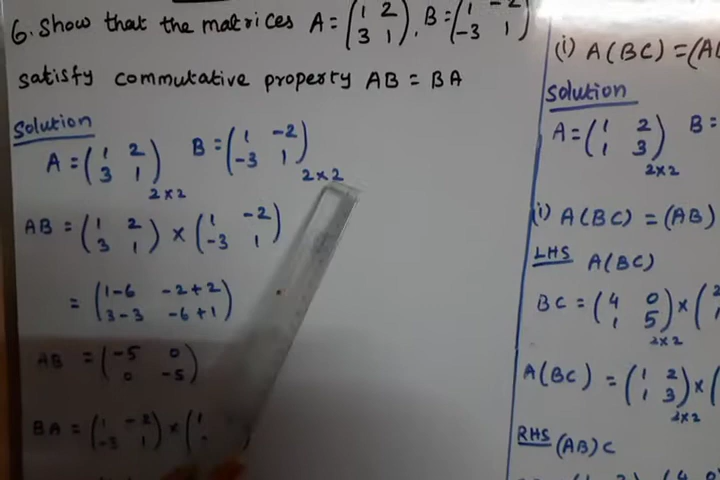 6. Show that the matrices A = (1 2 3 1), B = (1 -2 -3 1)
satisfy commutative property AB = BA
Solution
A = (1 2 3 1) 2×2 B = (1 -2 -3 1) 2×2
AB = (1 2 3 1) × (1 -2 -3 1)
= (1-6 -2+2 3-3 -6+1)
AB = (-5 0 0 -5)
BA = (1 -2 -3 1) × (1
(i) A(BC) = (A
Solution
A = (1 2 1 3) 2×2 B =
(i) A(BC) = (AB)
LHS A(BC)
BC = (4 0 1 5) 2×2 × (2 1
A(BC) = (1 2 1 3) 2×2 × (
RHS (AB)C